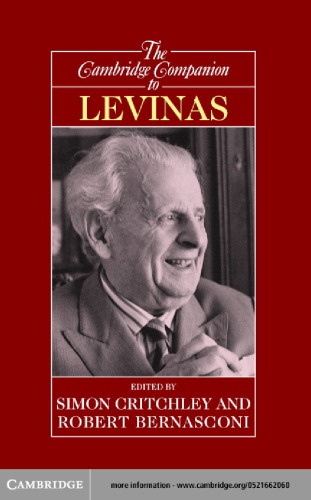 The
Cambridge Companion
to
LEVINAS
EDITED BY
SIMON CRITCHLEY AND
ROBERT BERNASCONI
CAMBRIDGE
more information - www.cambridge.org/0521662060